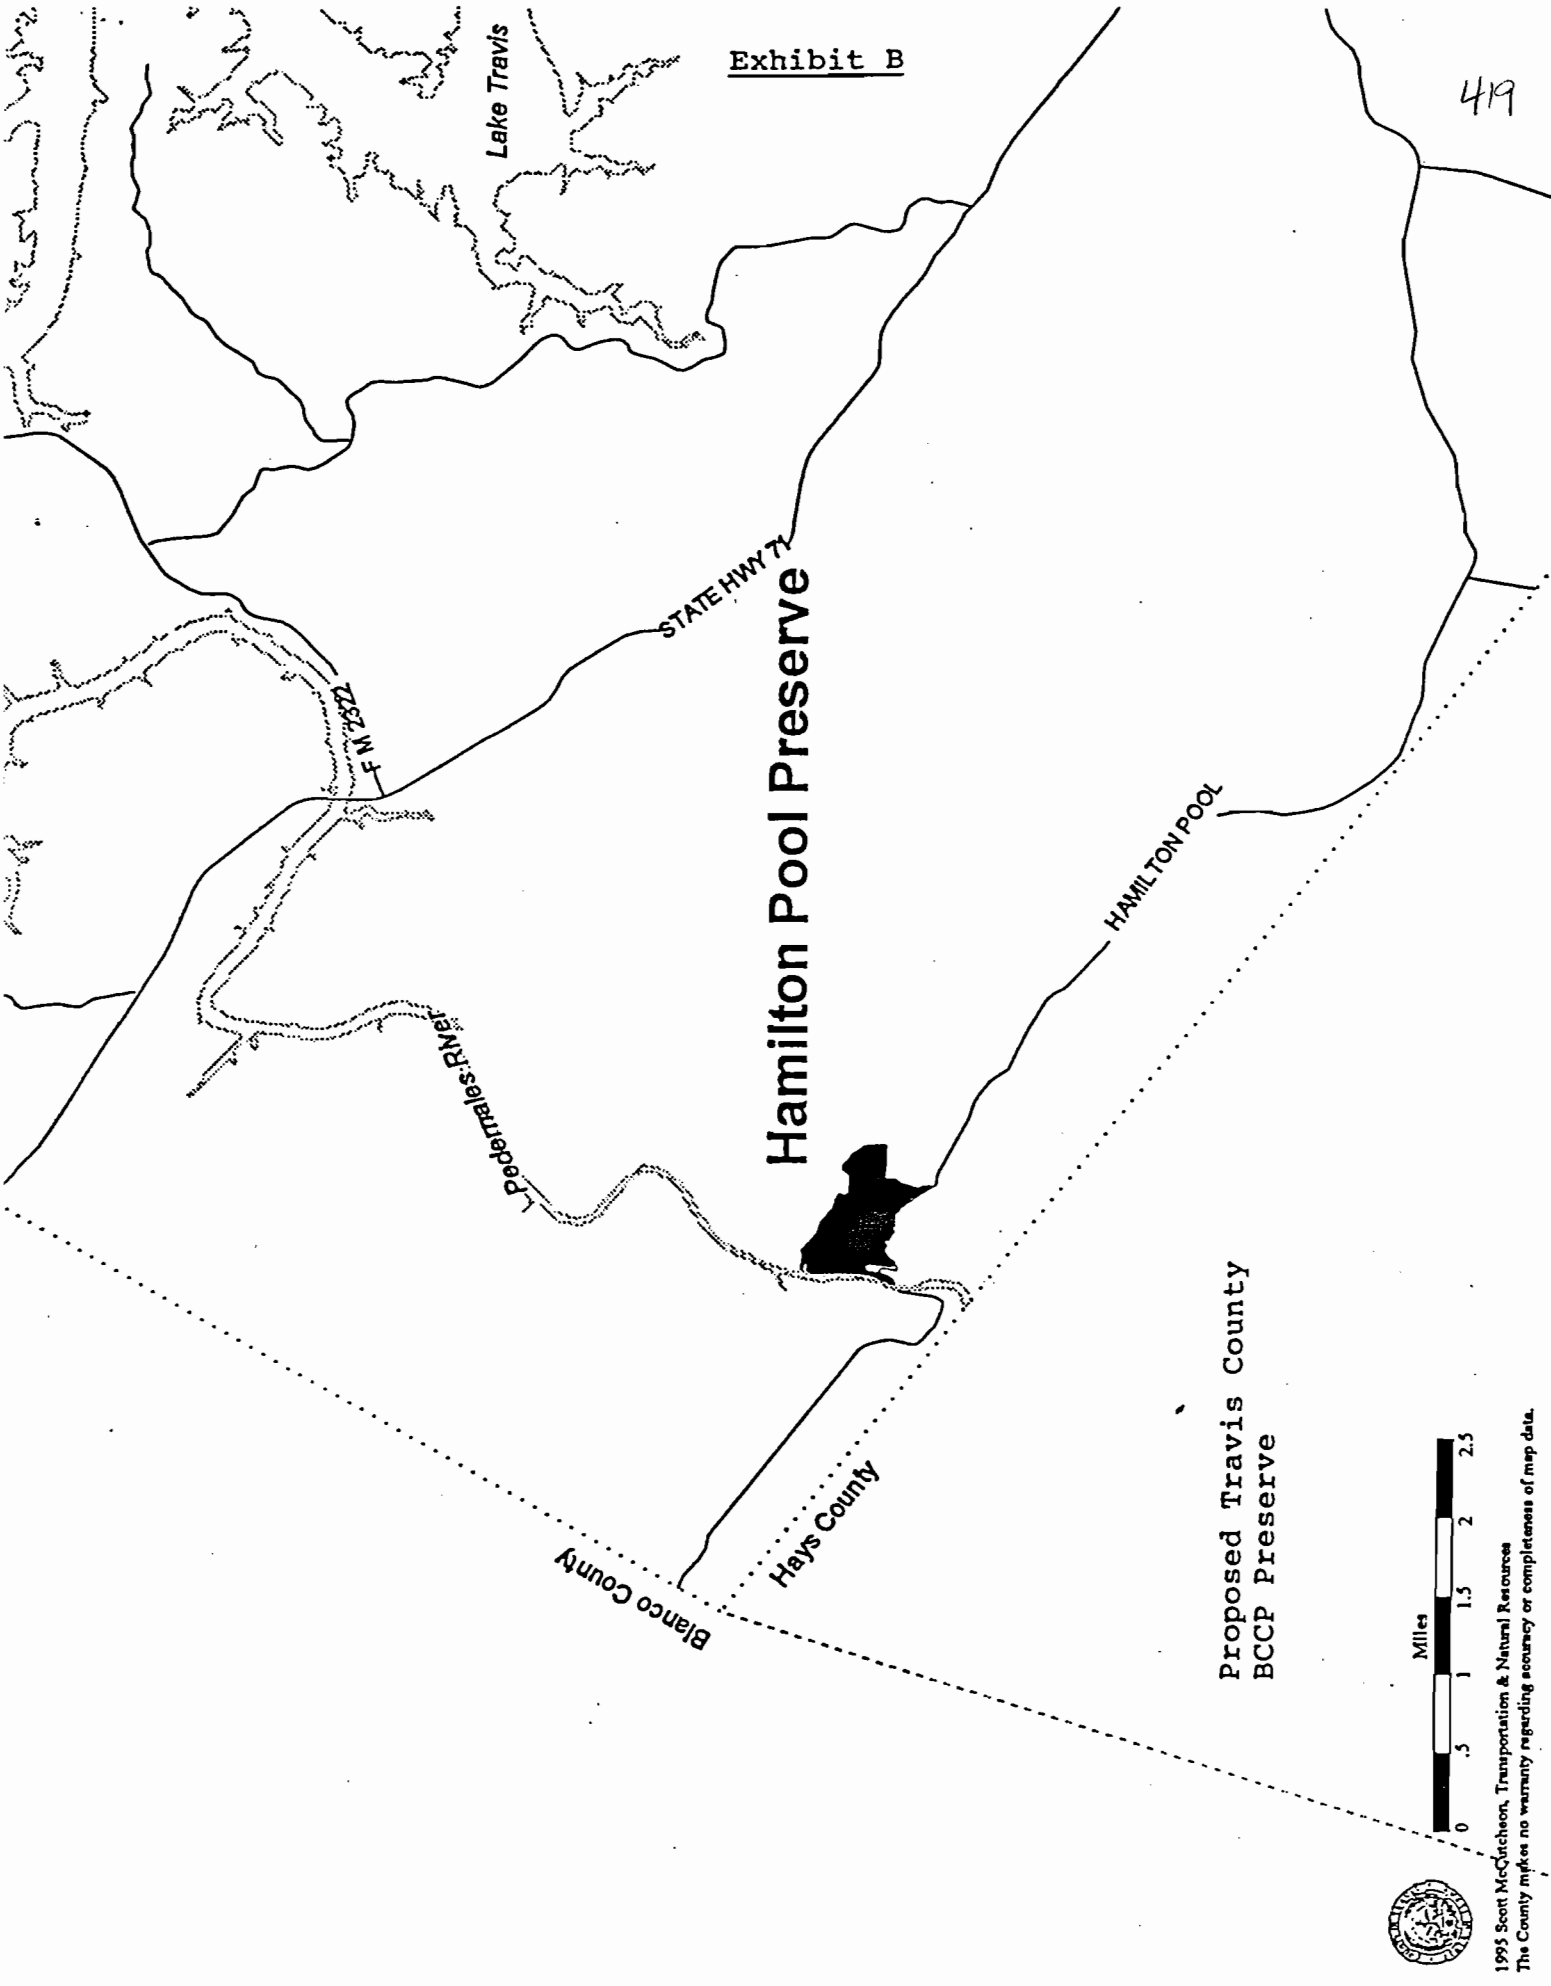 Exhibit B
419
Lake Travis
STATE HWY 71
F M 2322
Hamilton Pool Preserve
Pedernales River
HAMILTON POOL
Blanco County
Hays County
Proposed Travis County
BCCP Preserve
Miles
0 .5 1 1.5 2 2.5
1995 Scott McCutcheon, Transportation & Natural Resources
The County makes no warranty regarding accuracy or completeness of map data.